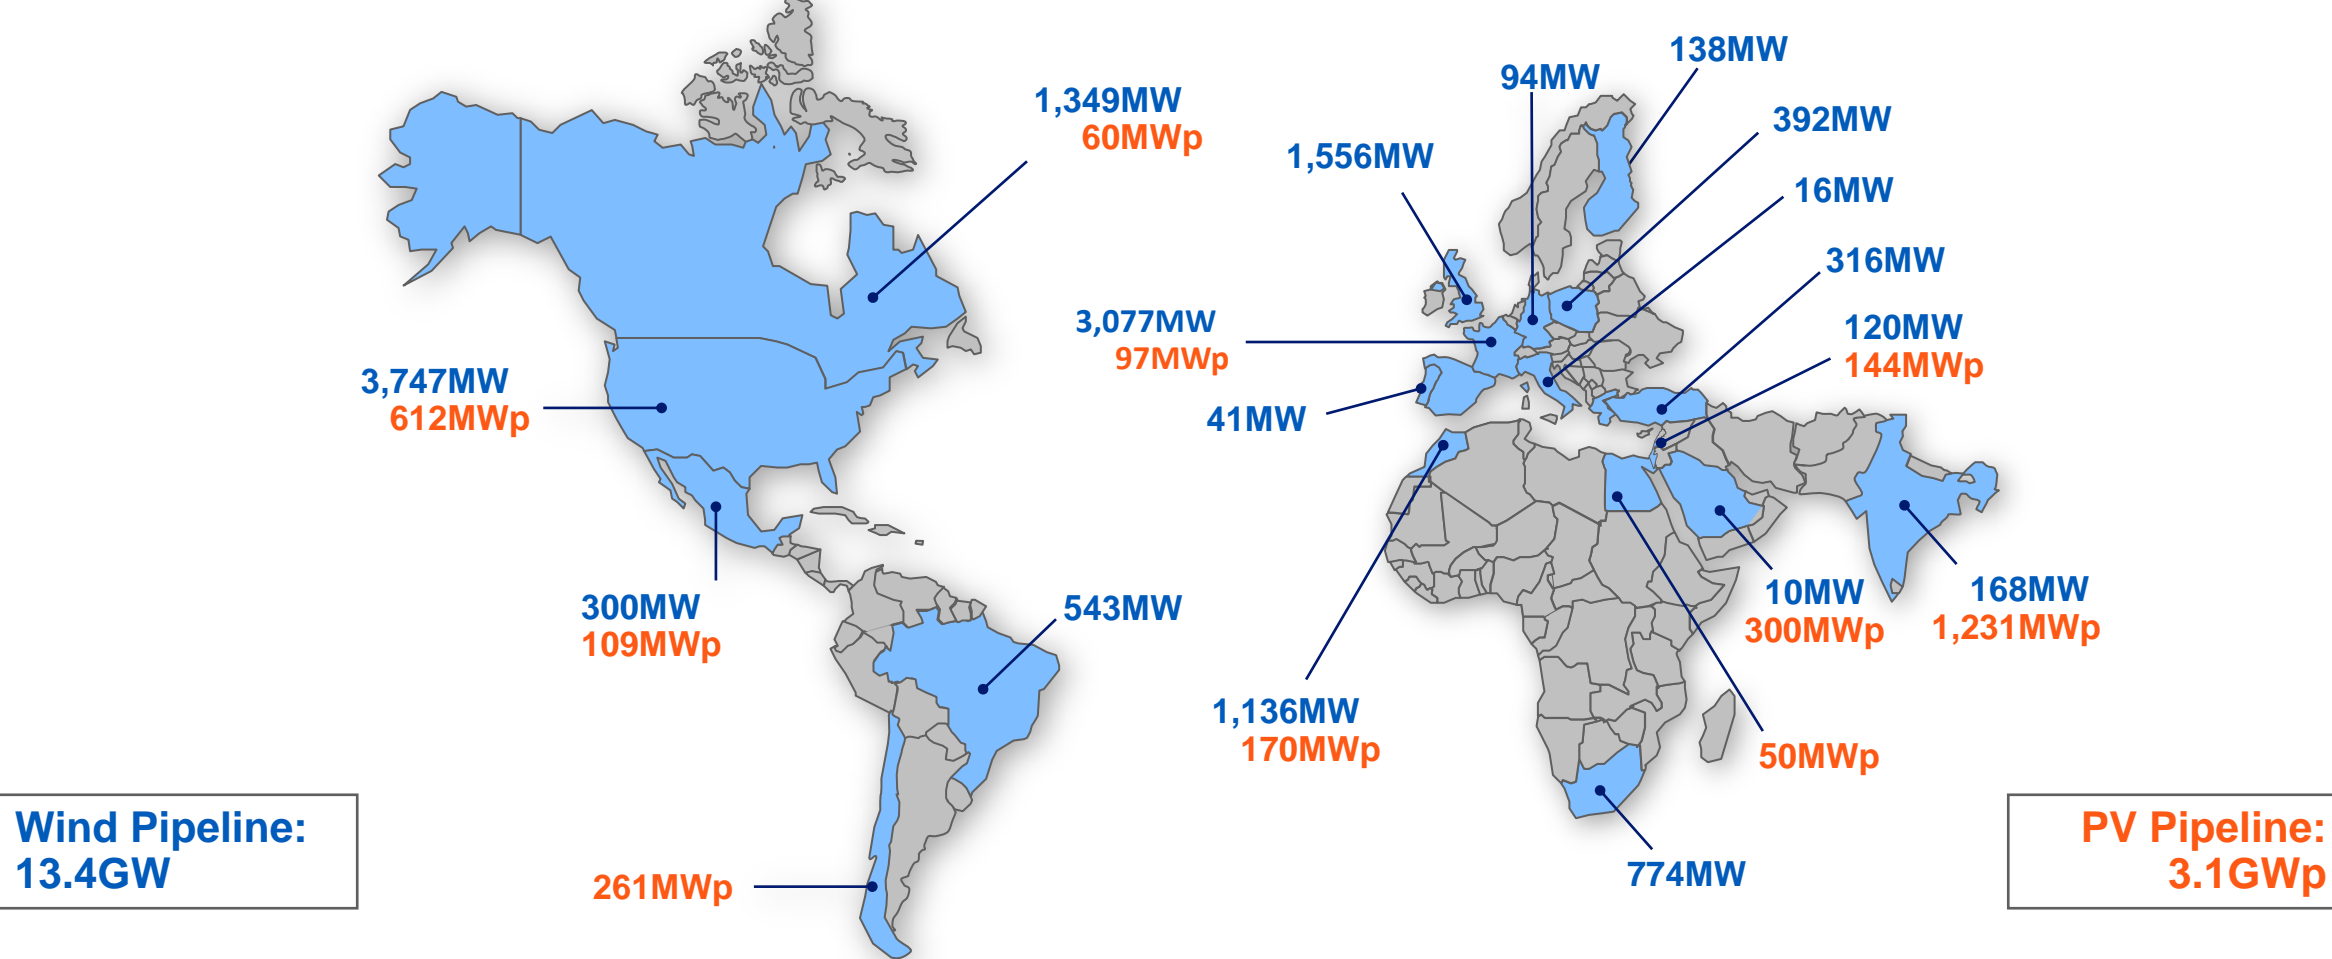 138MW
94MW
1,349MW
60MWp
392MW
1,556MW
16MW
316MW
3,077MW
97MWp
120MW
144MWp
3,747MW
612MWp
41MW
300MW
109MWp
543MW
10MW
300MWp
168MW
1,231MWp
1,136MW
170MWp
50MWp
Wind Pipeline:
13.4GW
261MWp
774MW
PV Pipeline:
3.1GWp